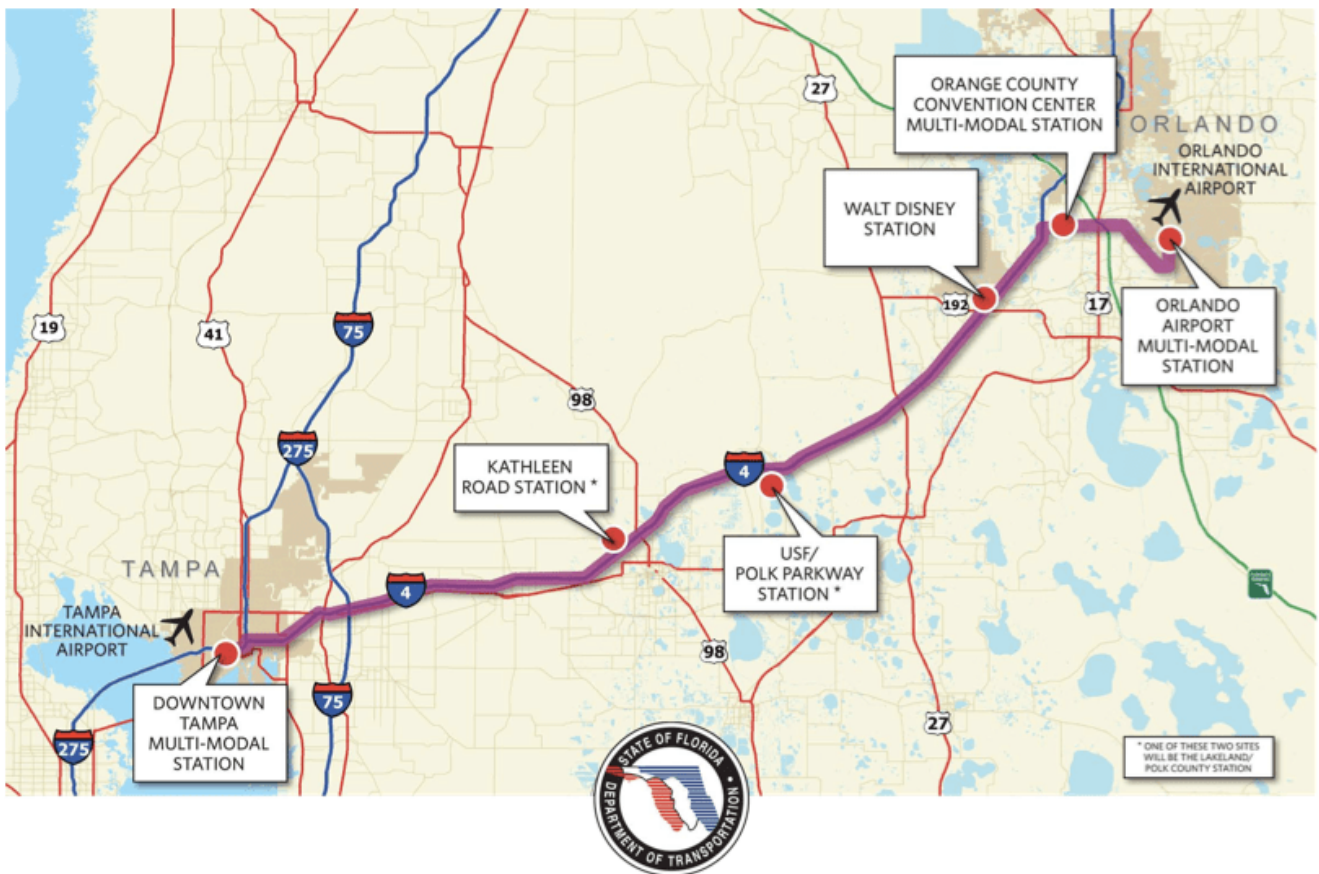 27
ORANGE COUNTY
CONVENTION CENTER
MULTI-MODAL STATION
ORLANDO
ORLANDO
INTERNATIONAL
AIRPORT
WALT DISNEY
STATION
192
17
19
41
75
ORLANDO
AIRPORT
MULTI-MODAL
STATION
98
275
KATHLEEN
ROAD STATION *
4
USF/
POLK PARKWAY
STATION *
TAMPA
4
TAMPA
INTERNATIONAL
AIRPORT
98
DOWNTOWN
TAMPA
MULTI-MODAL
STATION
75
275
27
* ONE OF THESE TWO SITES
WILL BE THE LAKELAND/
POLK COUNTY STATION
STATE OF FLORIDA
DEPARTMENT OF TRANSPORTATION